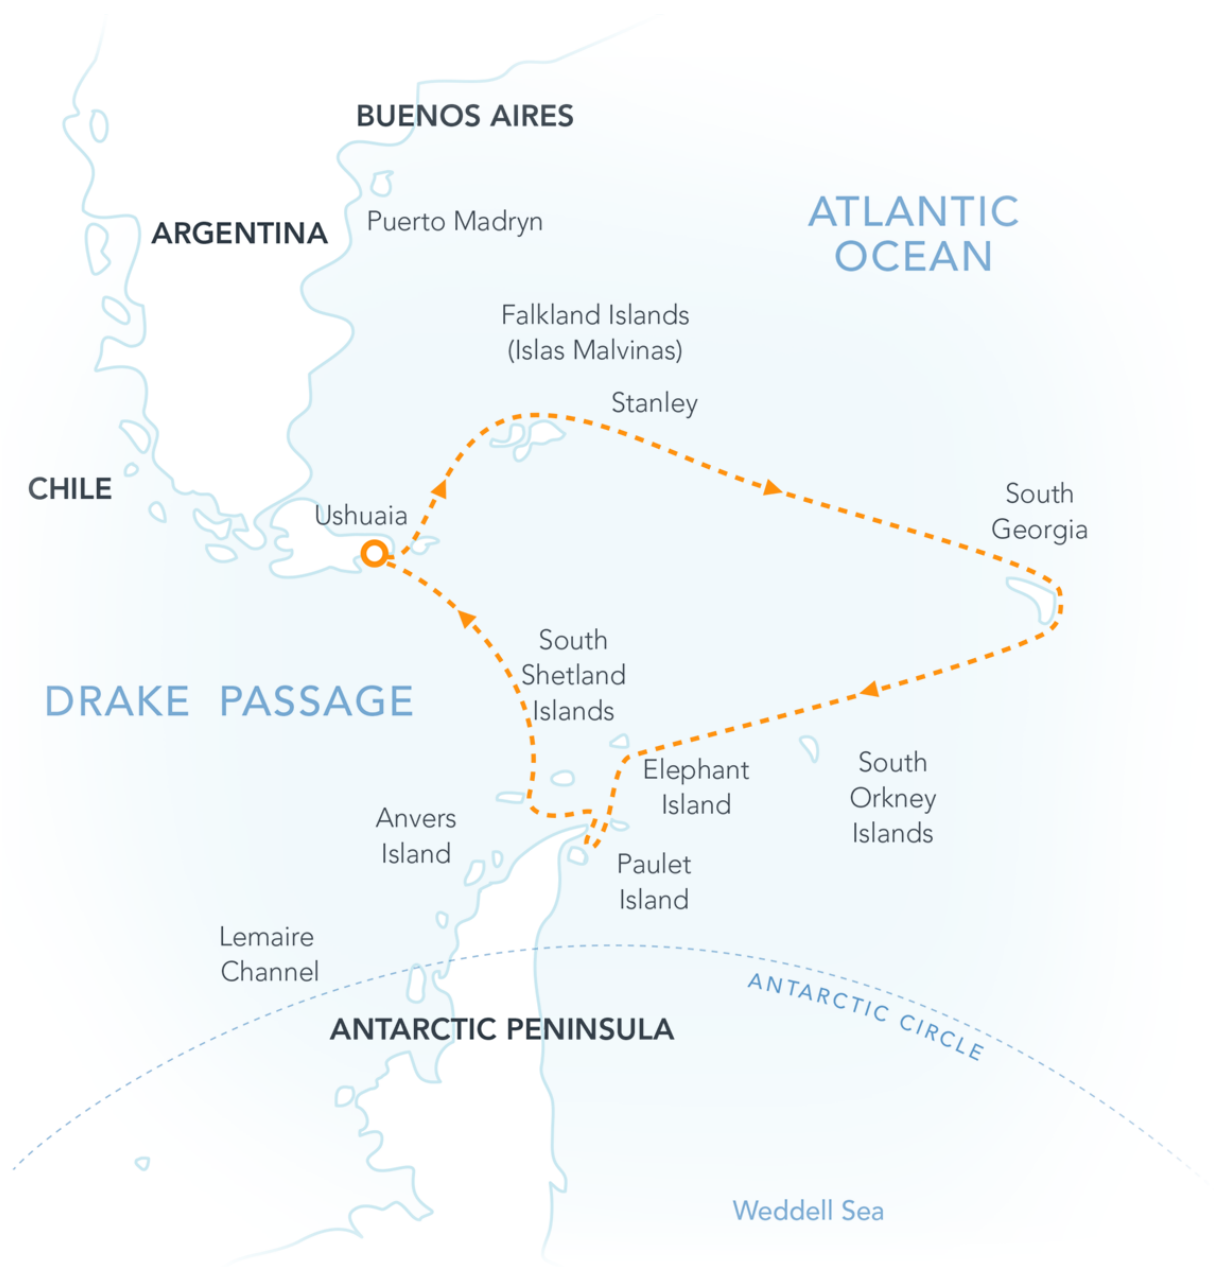 BUENOS AIRES
ATLANTIC
OCEAN
ARGENTINA
Puerto Madryn
Falkland Islands
(Islas Malvinas)
Stanley
CHILE
South
Georgia
Ushuaia
South
Shetland
Islands
DRAKE PASSAGE
Elephant
Island
South
Orkney
Islands
Anvers
Island
Paulet
Island
Lemaire
Channel
ANTARCTIC CIRCLE
ANTARCTIC PENINSULA
Weddell Sea